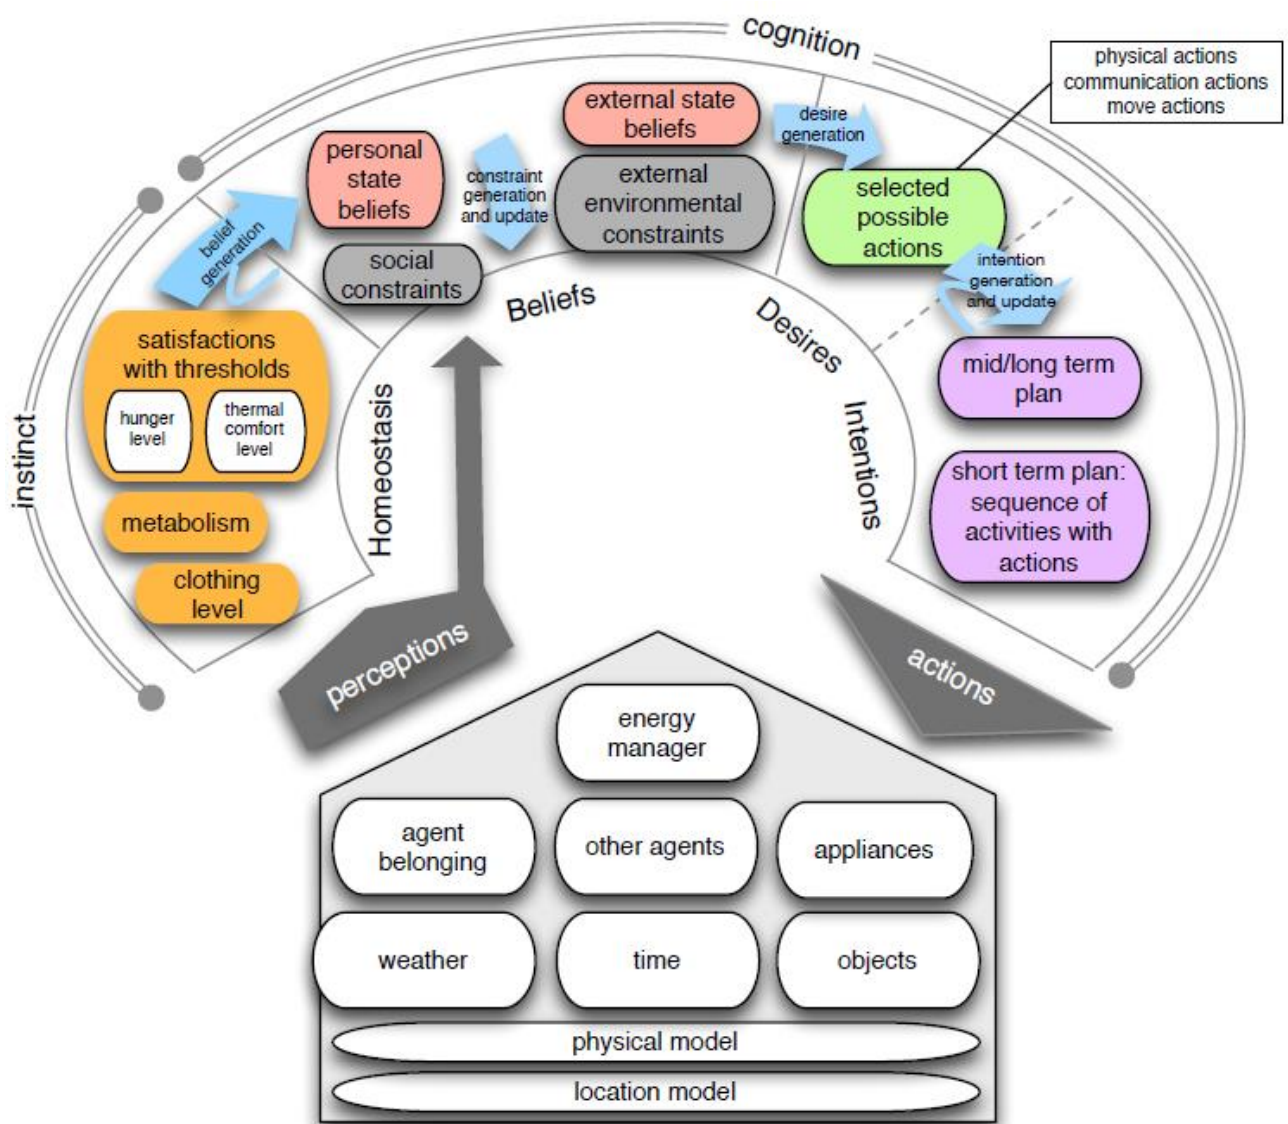 cognition
physical actions
communication actions
move actions
external state
beliefs
desire
generation
personal
state
beliefs
constraint
generation
and update
external
environmental
constraints
selected
possible
actions
belief
generation
social
constraints
intention
generation
and update
Beliefs
Desires
satisfactions
with thresholds
hunger
level
thermal
comfort
level
mid/long term
plan
instinct
Homeostasis
Intentions
short term plan:
sequence of
activities with
actions
metabolism
clothing
level
perceptions
actions
energy
manager
agent
belonging
other agents
appliances
weather
time
objects
physical model
location model